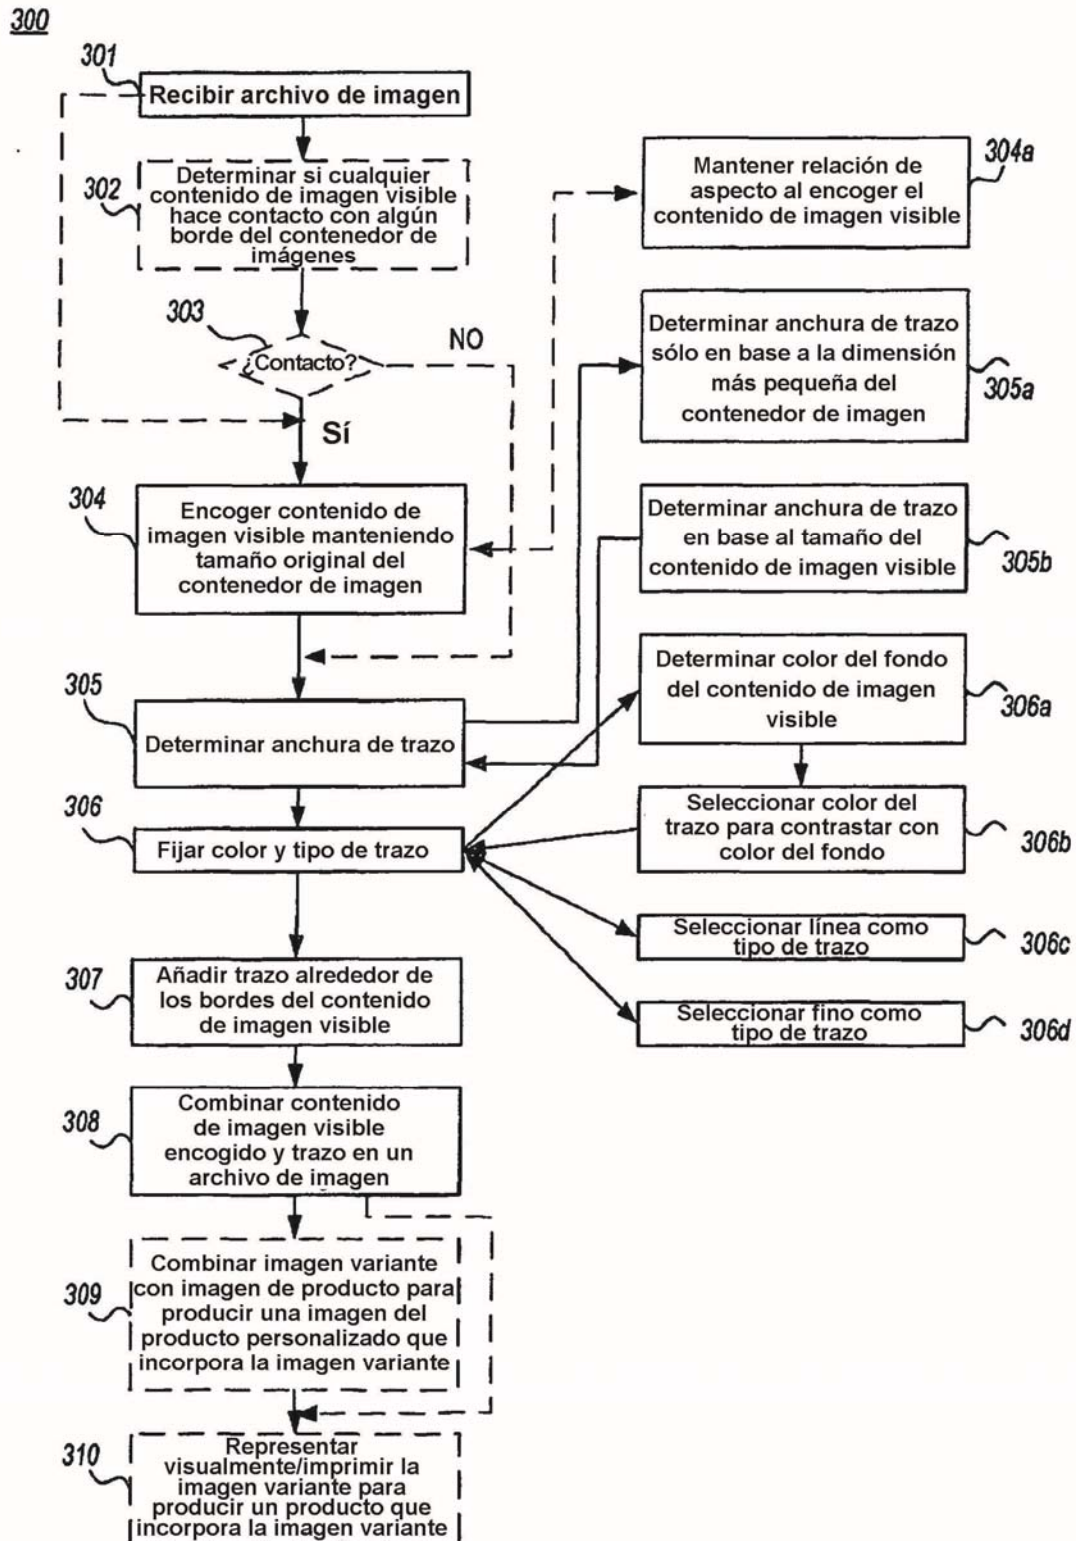 300
301
Recibir archivo de imagen
302
Determinar si cualquier
contenido de imagen visible
hace contacto con algún
borde del contenedor de
imágenes
303
¿Contacto?
NO
Sí
304
Encoger contenido de
imagen visible manteniendo
tamaño original del
contenedor de imagen
304a
Mantener relación de
aspecto al encoger el
contenido de imagen visible
305
Determinar anchura de trazo
305a
Determinar anchura de trazo
sólo en base a la dimensión
más pequeña del
contenedor de imagen
305b
Determinar anchura de trazo
en base al tamaño del
contenido de imagen visible
306
Fijar color y tipo de trazo
306a
Determinar color del fondo
del contenido de imagen
visible
306b
Seleccionar color del
trazo para contrastar con
color del fondo
306c
Seleccionar línea como
tipo de trazo
306d
Seleccionar fino como
tipo de trazo
307
Añadir trazo alrededor de
los bordes del contenido
de imagen visible
308
Combinar contenido
de imagen visible
encogido y trazo en un
archivo de imagen
309
Combinar imagen variante
con imagen de producto para
producir una imagen del
producto personalizado que
incorpora la imagen variante
310
Representar
visualmente/imprimir la
imagen variante para
producir un producto que
incorpora la imagen variante